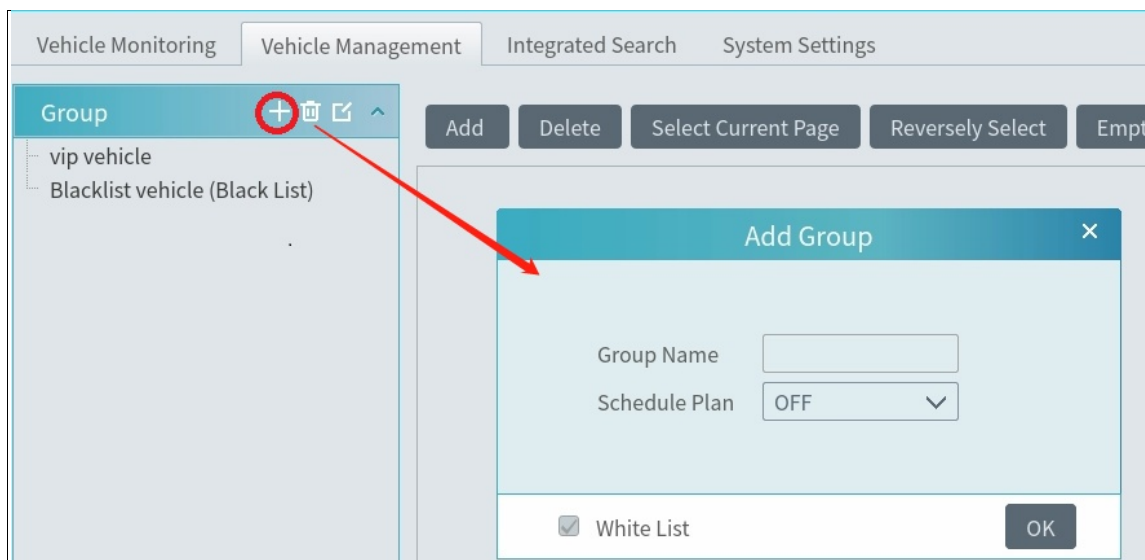 Vehicle Monitoring Vehicle Management Integrated Search System Settings
Group
vip vehicle
Blacklist vehicle (Black List)
Add Delete Select Current Page Reversely Select Empt
Add Group
Group Name
Schedule Plan OFF
White List OK